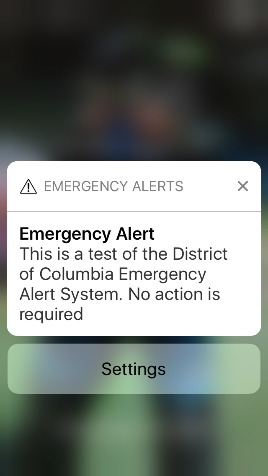 EMERGENCY ALERTS
Emergency Alert
This is a test of the District
of Columbia Emergency
Alert System. No action is
required
Settings